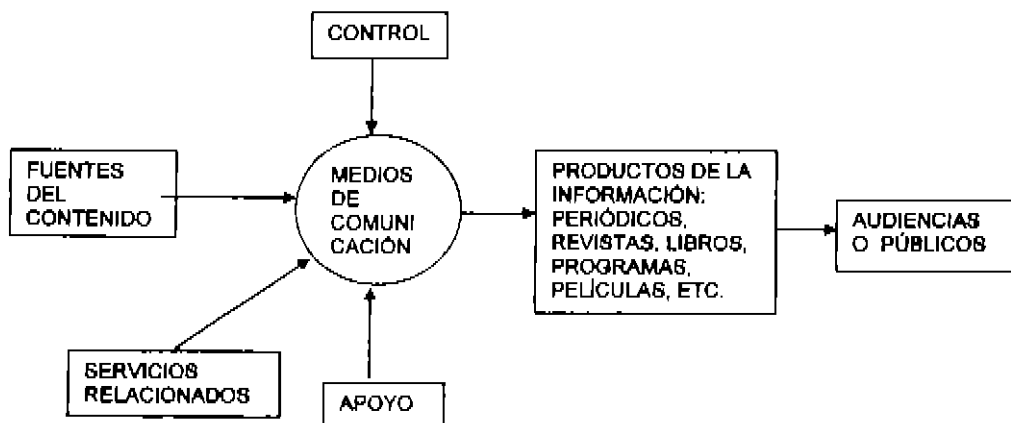 CONTROL
FUENTES
DEL
CONTENIDO
MEDIOS
DE
COMUNI
CACIÓN
PRODUCTOS DE LA
INFORMACIÓN:
PERIÓDICOS,
REVISTAS, LIBROS,
PROGRAMAS,
PELÍCULAS, ETC.
AUDIENCIAS
O PÚBLICOS
SERVICIOS
RELACIONADOS
APOYO